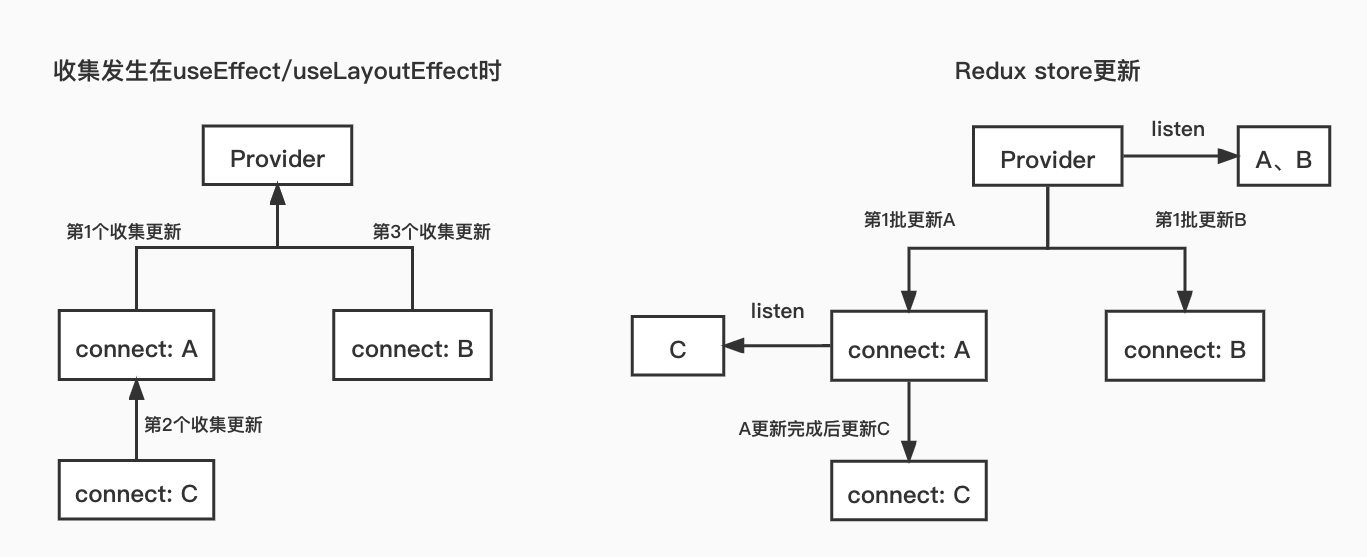 收集发生在useEffect/useLayoutEffect时
Provider
第1个收集更新
第3个收集更新
connect: A
connect: B
第2个收集更新
connect: C
Redux store更新
Provider
listen
A、B
第1批更新A
第1批更新B
C
listen
connect: A
connect: B
A更新完成后更新C
connect: C